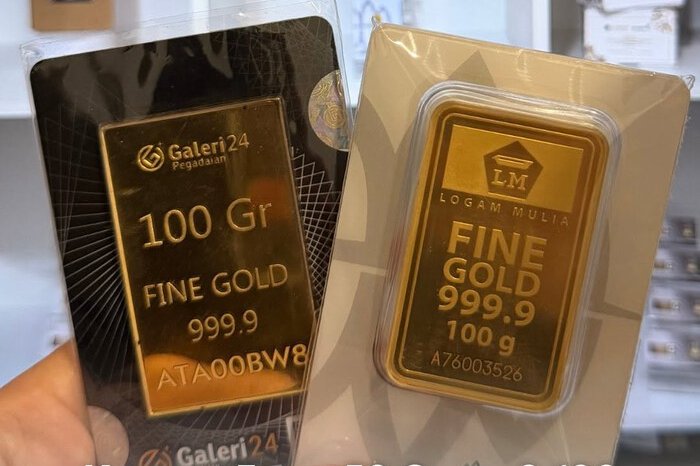 Galeri24
Pegadaian
100 Gr
FINE GOLD
999.9
ATA00BW8
Galeri24
LM
LOGAM MULIA
FINE
GOLD
999.9
100 g
A76003526